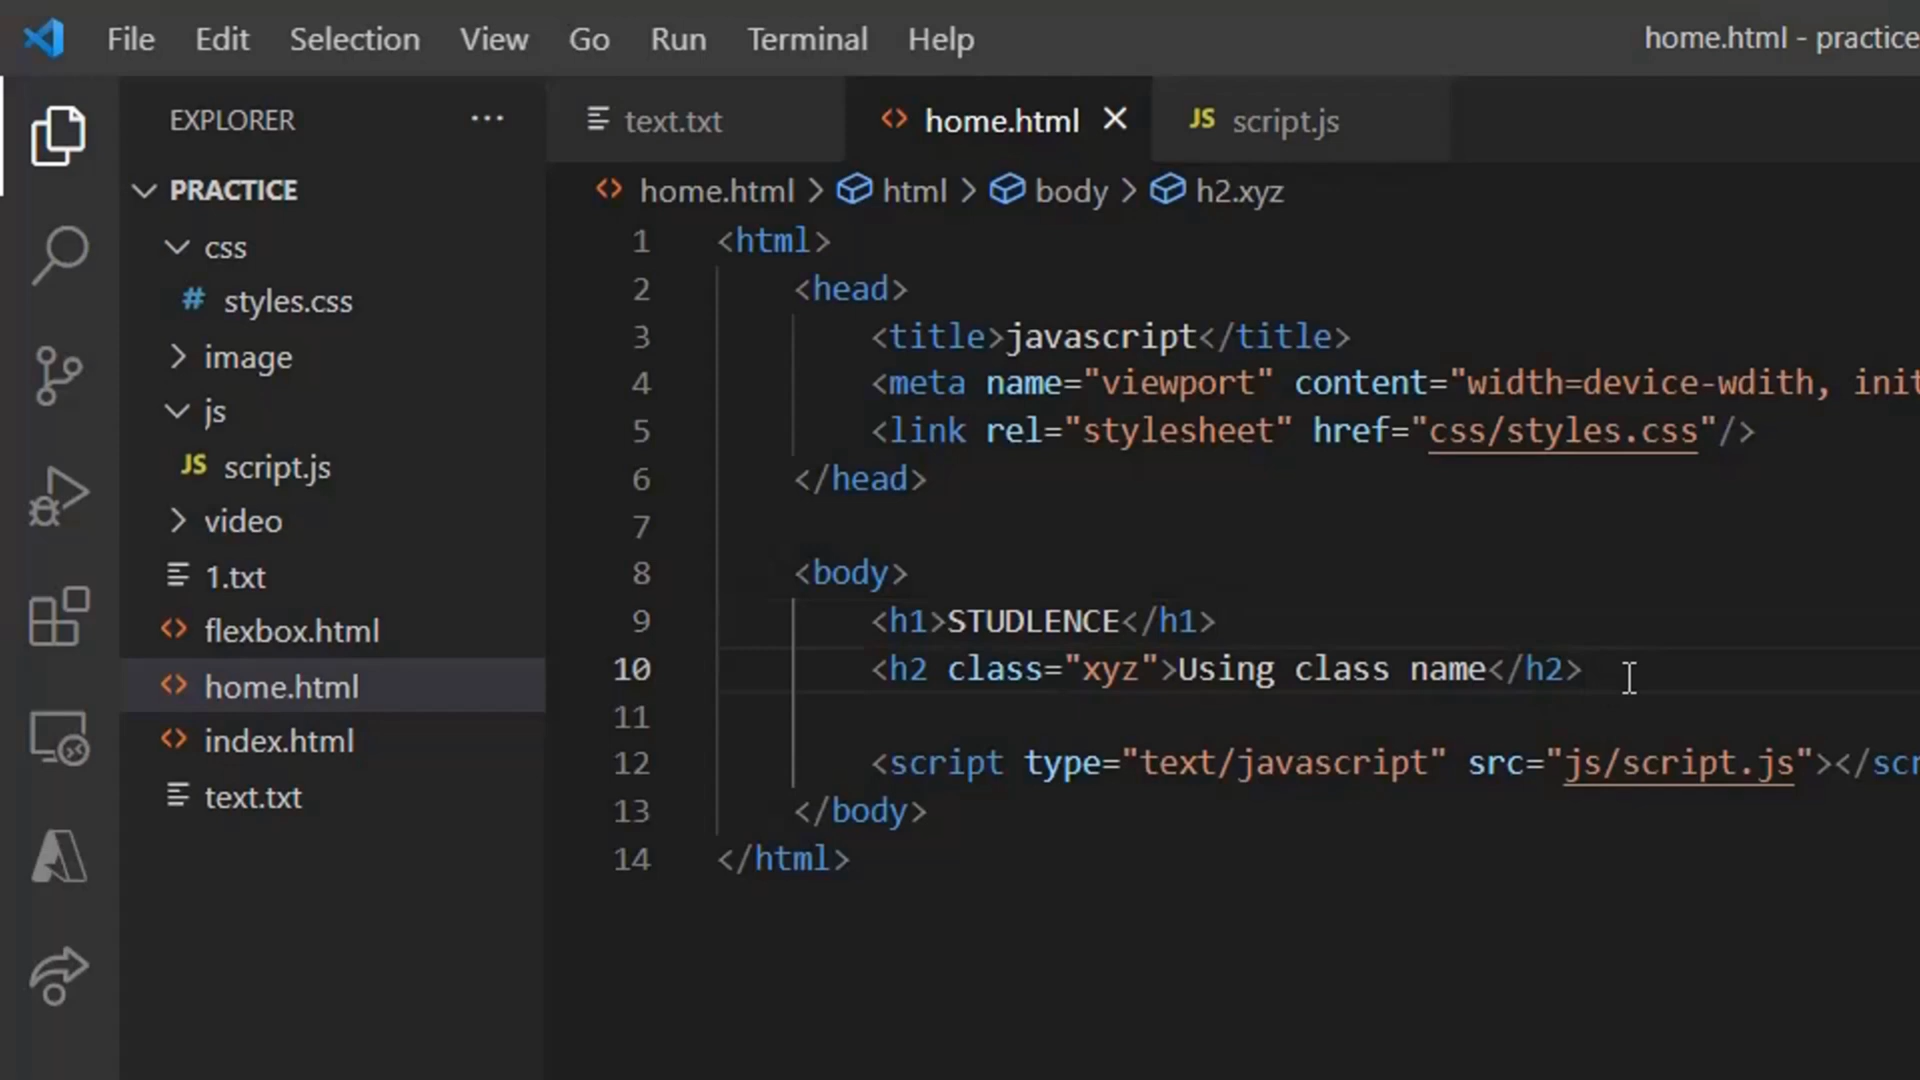 File Edit Selection View Go Run Terminal Help home.html - practice
EXPLORER ···
PRACTICE
css
# styles.css
image
js
JS script.js
video
1.txt
<> flexbox.html
<> home.html
<> index.html
text.txt
text.txt <> home.html × JS script.js
<> home.html > html > body > h2.xyz
1 <html>
2 <head>
3 <title>javascript</title>
4 <meta name="viewport" content="width=device-wdith, init
5 <link rel="stylesheet" href="css/styles.css"/>
6 </head>
7
8 <body>
9 <h1>STUDLENCE</h1>
10 <h2 class="xyz">Using class name</h2>
11
12 <script type="text/javascript" src="js/script.js"></scr
13 </body>
14 </html>